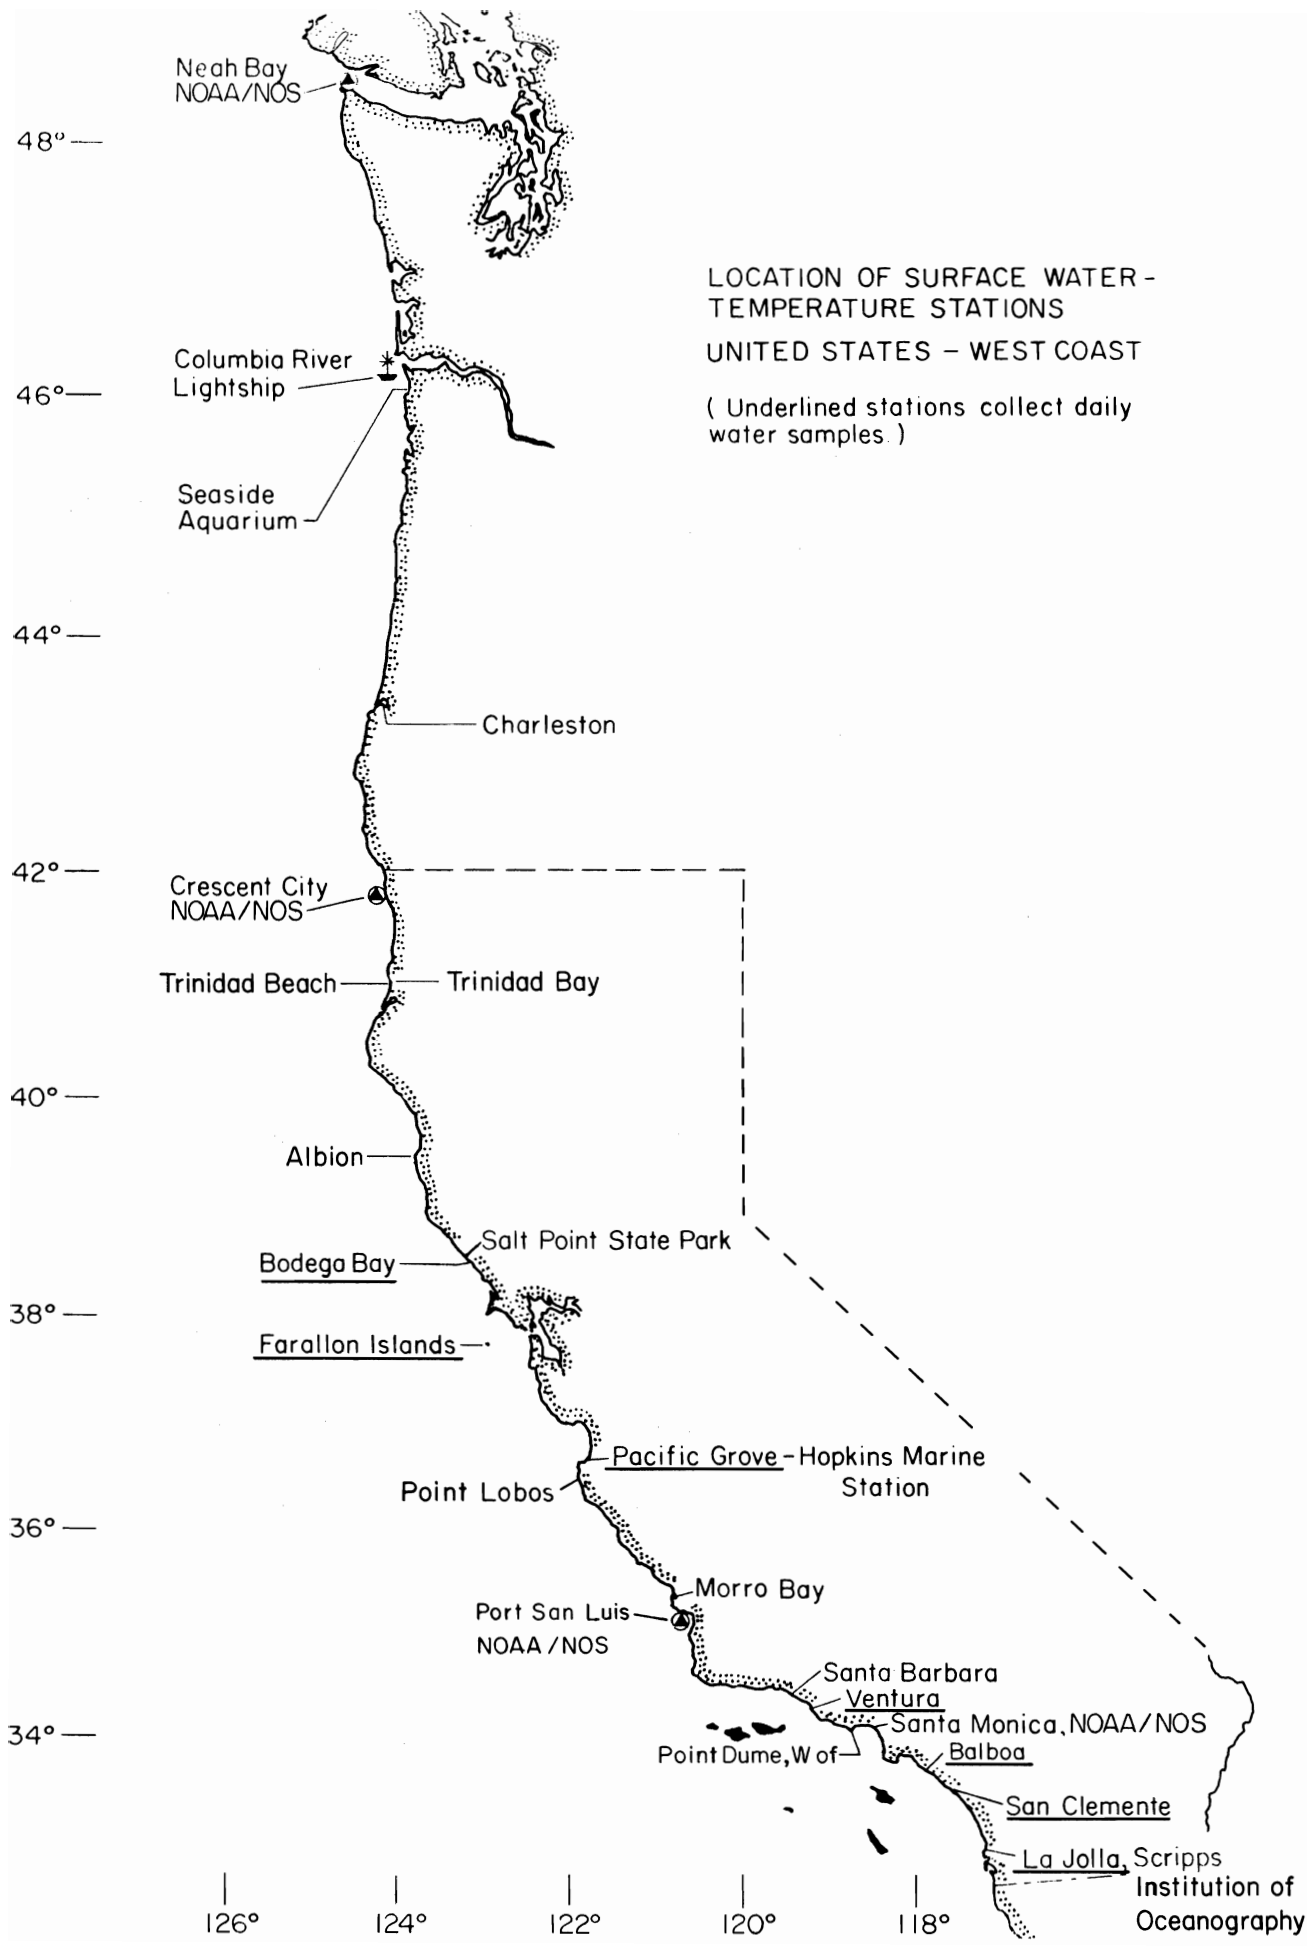 Neah Bay
NOAA/NOS
48°
LOCATION OF SURFACE WATER-
TEMPERATURE STATIONS
UNITED STATES - WEST COAST
( Underlined stations collect daily
water samples. )
Columbia River
Lightship
46°
Seaside
Aquarium
44°
Charleston
42°
Crescent City
NOAA/NOS
Trinidad Beach
Trinidad Bay
40°
Albion
Salt Point State Park
Bodega Bay
38°
Farallon Islands
Pacific Grove - Hopkins Marine
Station
Point Lobos
36°
Morro Bay
Port San Luis
NOAA/NOS
Santa Barbara
Ventura
Santa Monica, NOAA/NOS
34°
Point Dume, W of
Balboa
San Clemente
La Jolla, Scripps
Institution of
Oceanography
126°
124°
122°
120°
118°